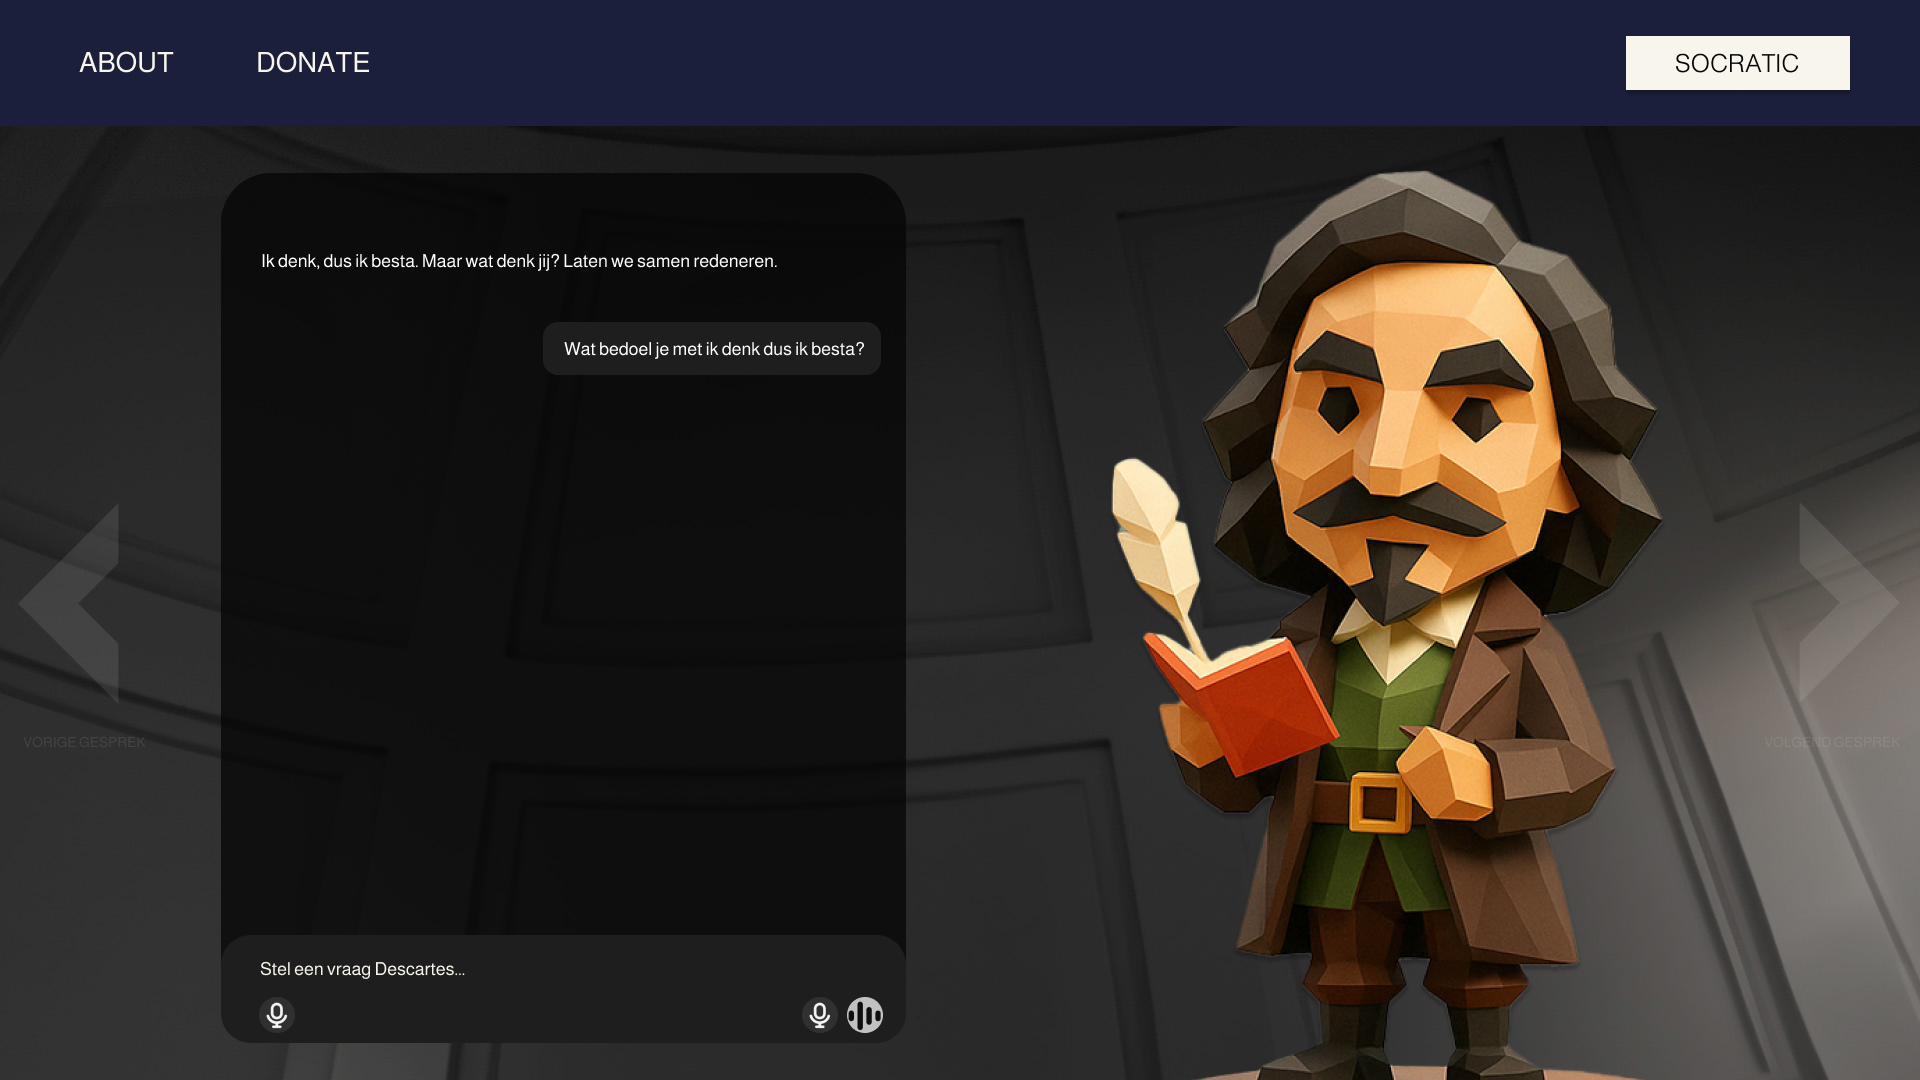 ABOUT DONATE SOCRATIC
Ik denk, dus ik besta. Maar wat denk jij? Laten we samen redeneren.
Wat bedoel je met ik denk dus ik besta?
VORIGE GESPREK
VOLGEND GESPREK
Stel een vraag Descartes...